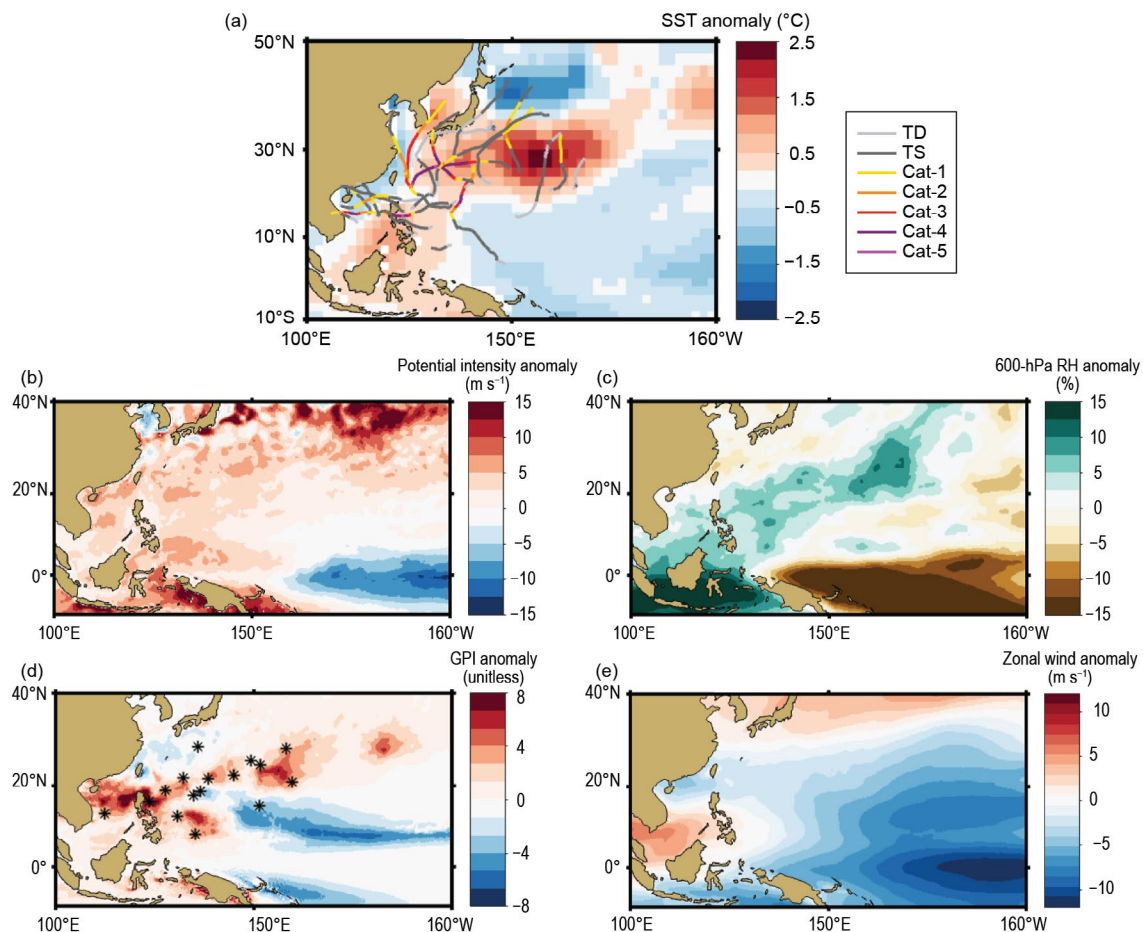 (a)
SST anomaly (°C)
50°N
30°N
10°N
10°S
100°E
150°E
160°W
2.5
1.5
0.5
−0.5
−1.5
−2.5
TD
TS
Cat-1
Cat-2
Cat-3
Cat-4
Cat-5
(b)
Potential intensity anomaly
(m s⁻¹)
40°N
20°N
0°
100°E
150°E
160°W
15
10
5
0
−5
−10
−15
(c)
600-hPa RH anomaly
(%)
40°N
20°N
0°
100°E
150°E
160°W
15
10
5
0
−5
−10
−15
(d)
GPI anomaly
(unitless)
40°N
20°N
0°
100°E
150°E
160°W
8
4
0
−4
−8
(e)
Zonal wind anomaly
(m s⁻¹)
40°N
20°N
0°
100°E
150°E
160°W
10
5
0
−5
−10